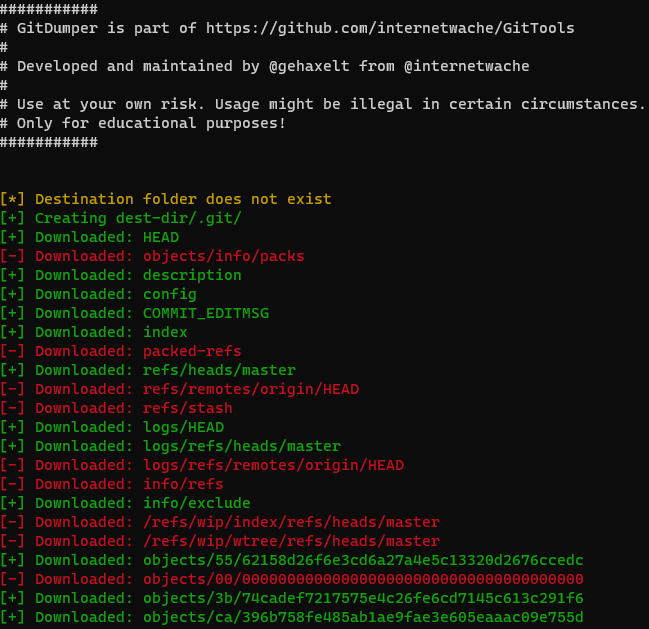 ###########
# GitDumper is part of https://github.com/internetwache/GitTools
#
# Developed and maintained by @gehaxelt from @internetwache
#
# Use at your own risk. Usage might be illegal in certain circumstances.
# Only for educational purposes!
###########
[*] Destination folder does not exist
[+] Creating dest-dir/.git/
[+] Downloaded: HEAD
[-] Downloaded: objects/info/packs
[+] Downloaded: description
[+] Downloaded: config
[+] Downloaded: COMMIT_EDITMSG
[+] Downloaded: index
[-] Downloaded: packed-refs
[+] Downloaded: refs/heads/master
[-] Downloaded: refs/remotes/origin/HEAD
[-] Downloaded: refs/stash
[+] Downloaded: logs/HEAD
[+] Downloaded: logs/refs/heads/master
[-] Downloaded: logs/refs/remotes/origin/HEAD
[-] Downloaded: info/refs
[+] Downloaded: info/exclude
[-] Downloaded: /refs/wip/index/refs/heads/master
[-] Downloaded: /refs/wip/wtree/refs/heads/master
[+] Downloaded: objects/55/62158d26f6e3cd6a27a4e5c13320d2676ccedc
[-] Downloaded: objects/00/00000000000000000000000000000000000000
[+] Downloaded: objects/3b/74cadef7217575e4c26fe6cd7145c613c291f6
[+] Downloaded: objects/ca/396b758fe485ab1ae9fae3e605eaaac09e755d